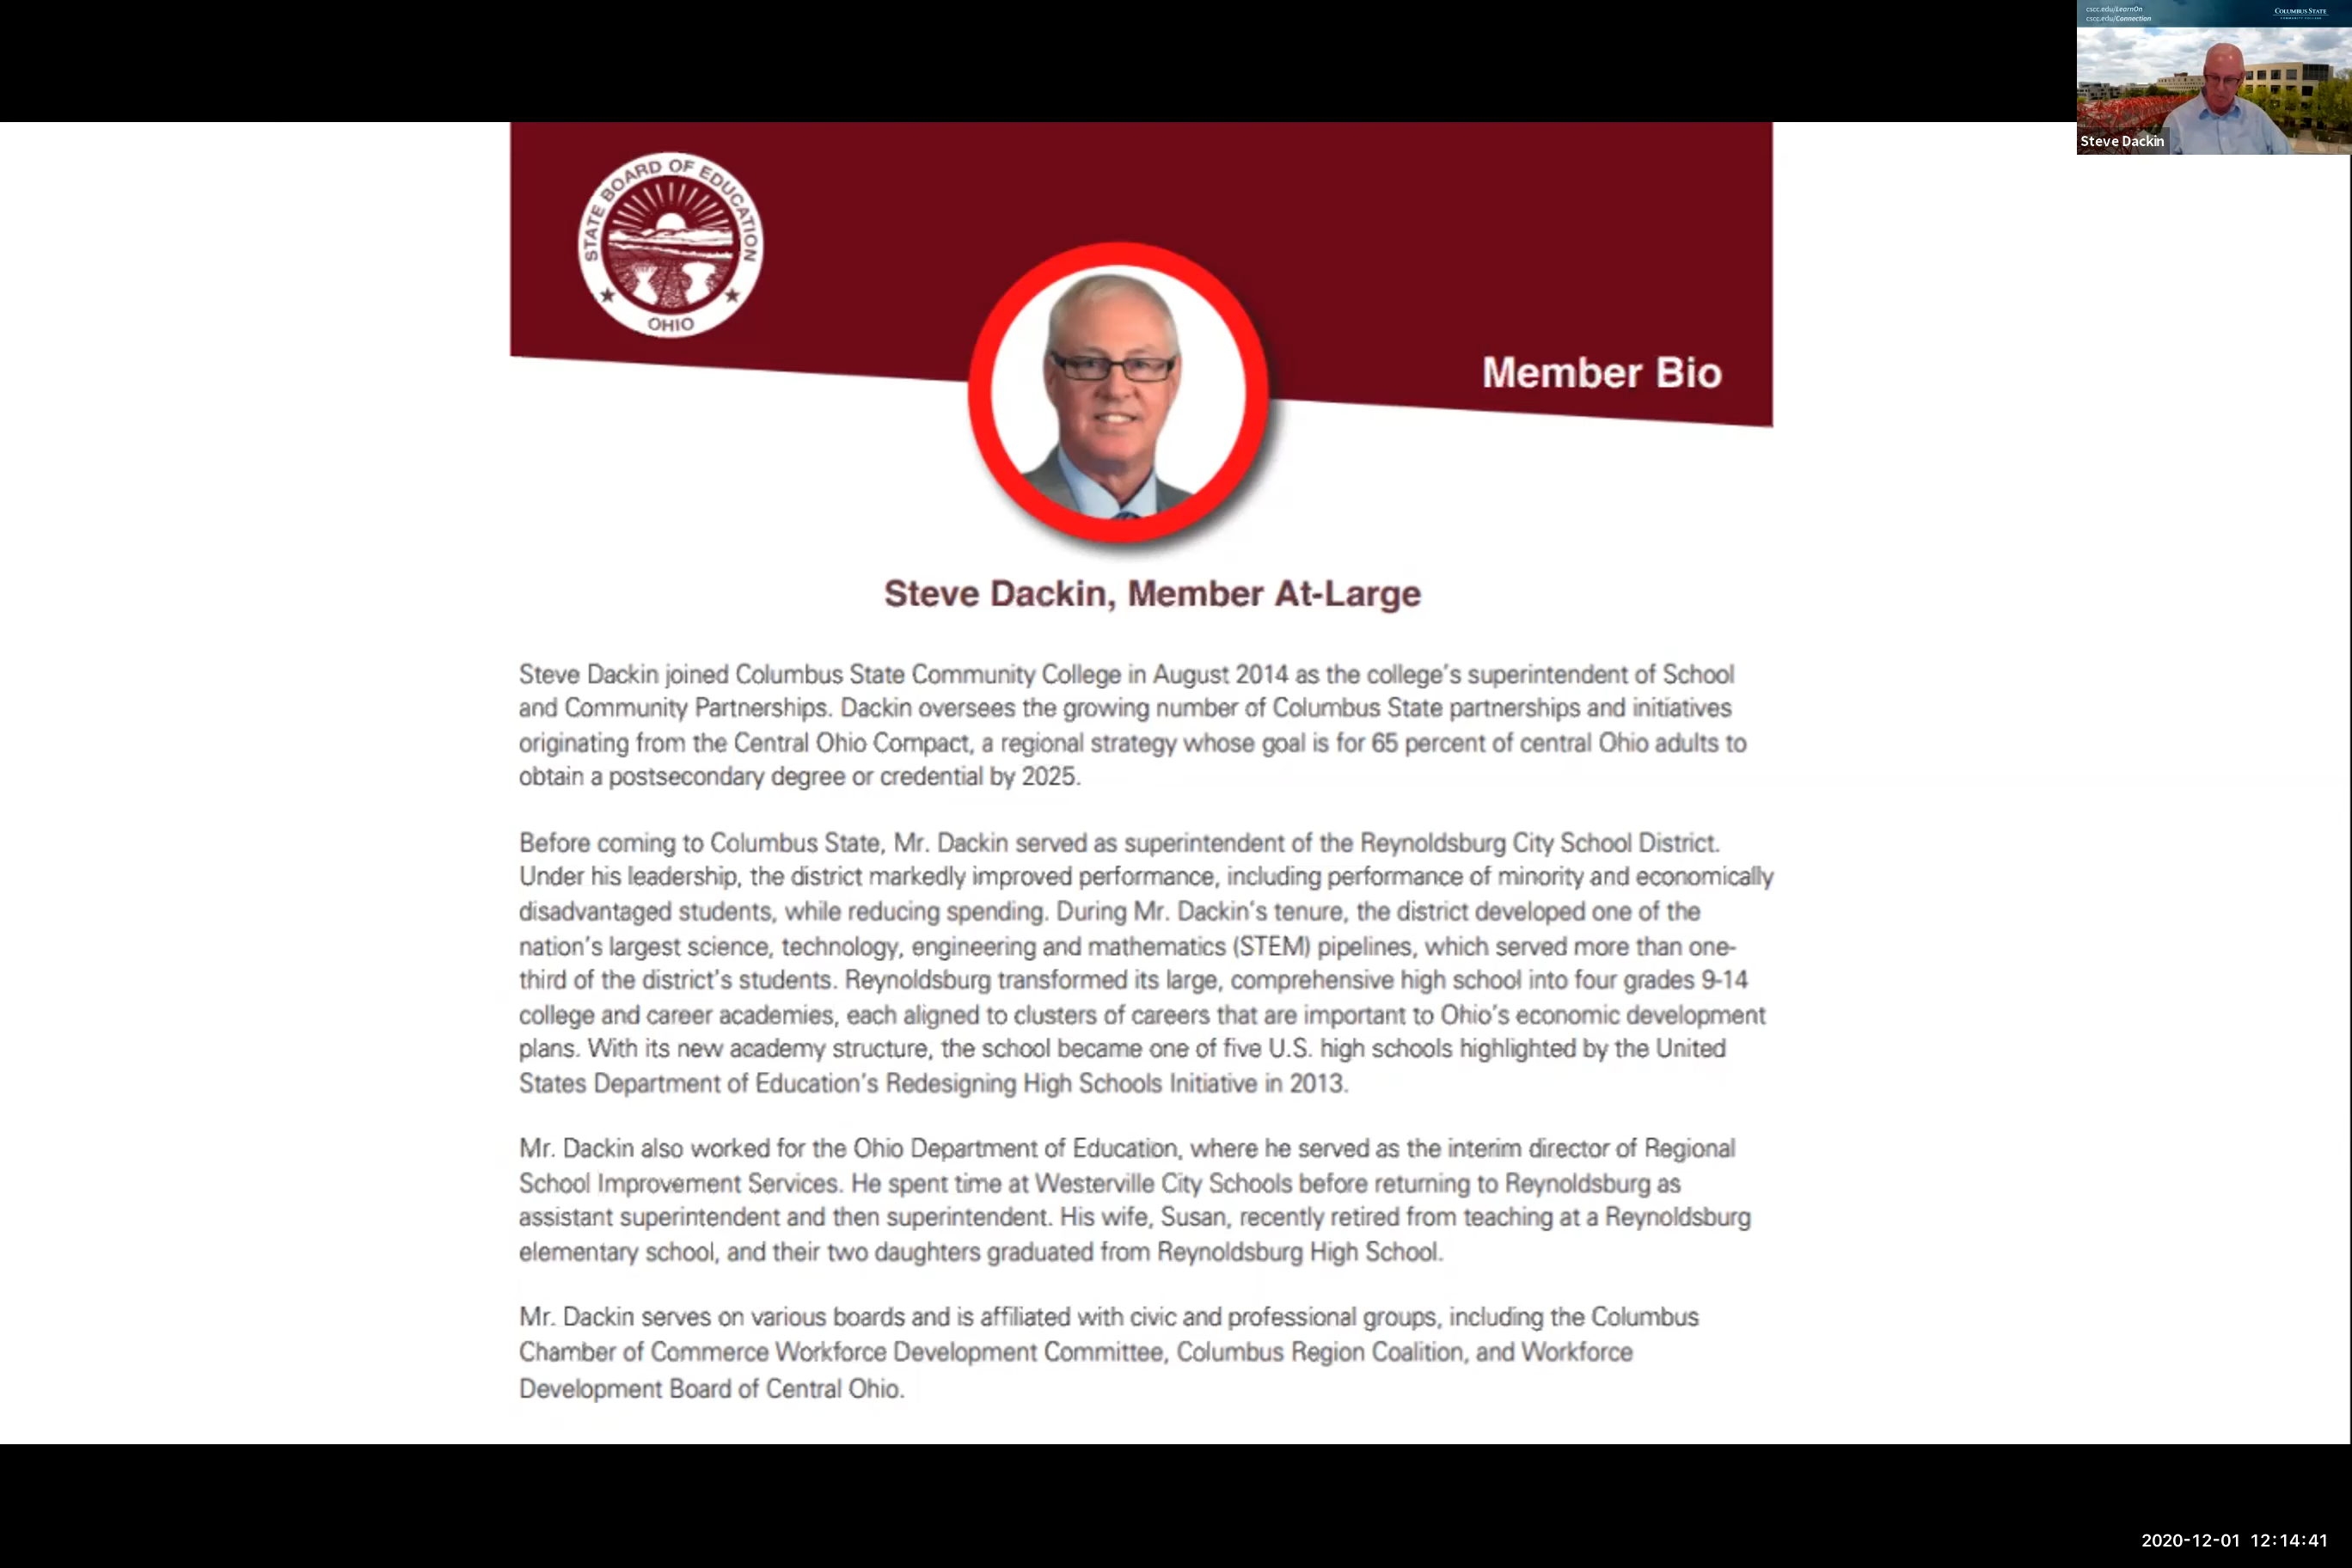 cscc.edu/LearnOn
cscc.edu/Connection
COLUMBUS STATE
COMMUNITY COLLEGE
Steve Dackin
STATE BOARD OF EDUCATION
OHIO
Member Bio
Steve Dackin, Member At-Large
Steve Dackin joined Columbus State Community College in August 2014 as the college's superintendent of School
and Community Partnerships. Dackin oversees the growing number of Columbus State partnerships and initiatives
originating from the Central Ohio Compact, a regional strategy whose goal is for 65 percent of central Ohio adults to
obtain a postsecondary degree or credential by 2025.
Before coming to Columbus State, Mr. Dackin served as superintendent of the Reynoldsburg City School District.
Under his leadership, the district markedly improved performance, including performance of minority and economically
disadvantaged students, while reducing spending. During Mr. Dackin's tenure, the district developed one of the
nation's largest science, technology, engineering and mathematics (STEM) pipelines, which served more than one-
third of the district's students. Reynoldsburg transformed its large, comprehensive high school into four grades 9-14
college and career academies, each aligned to clusters of careers that are important to Ohio's economic development
plans. With its new academy structure, the school became one of five U.S. high schools highlighted by the United
States Department of Education's Redesigning High Schools Initiative in 2013.
Mr. Dackin also worked for the Ohio Department of Education, where he served as the interim director of Regional
School Improvement Services. He spent time at Westerville City Schools before returning to Reynoldsburg as
assistant superintendent and then superintendent. His wife, Susan, recently retired from teaching at a Reynoldsburg
elementary school, and their two daughters graduated from Reynoldsburg High School.
Mr. Dackin serves on various boards and is affiliated with civic and professional groups, including the Columbus
Chamber of Commerce Workforce Development Committee, Columbus Region Coalition, and Workforce
Development Board of Central Ohio.
2020-12-01 12:14:41